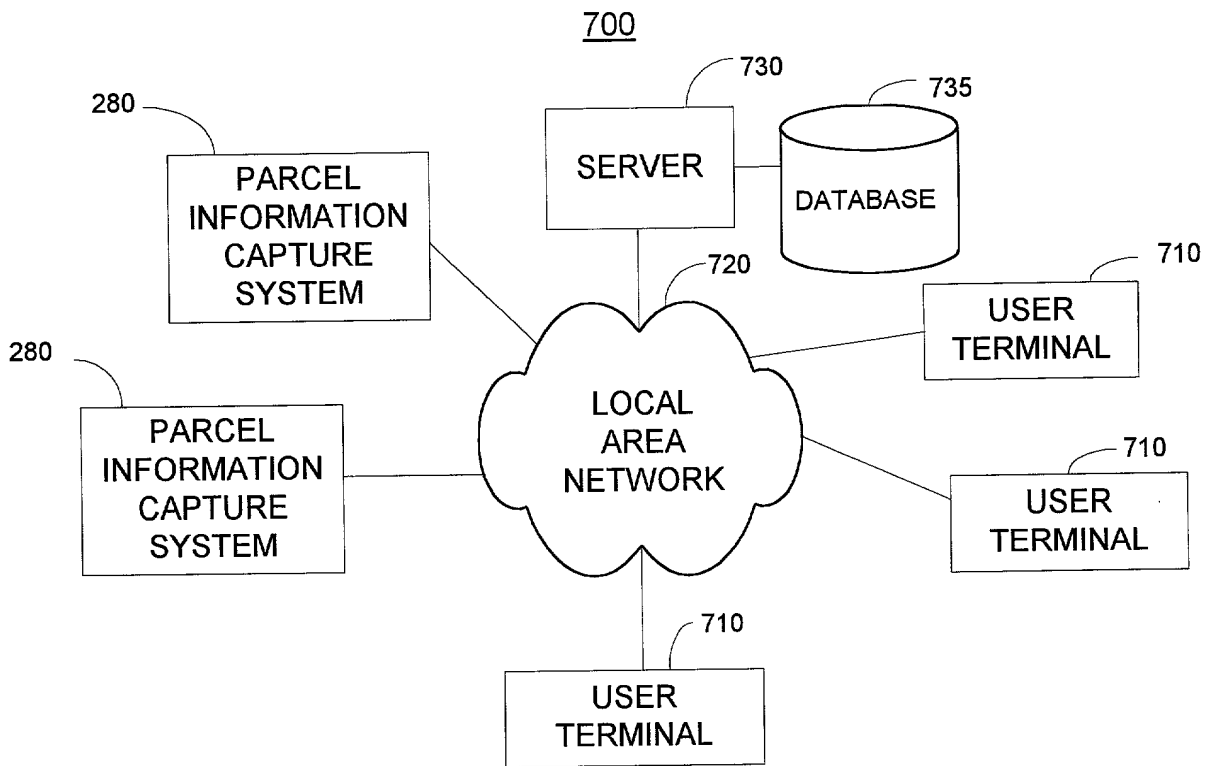 700
730
735
280
PARCEL
INFORMATION
CAPTURE
SYSTEM
SERVER
DATABASE
720
710
USER
TERMINAL
280
PARCEL
INFORMATION
CAPTURE
SYSTEM
LOCAL
AREA
NETWORK
710
USER
TERMINAL
710
USER
TERMINAL